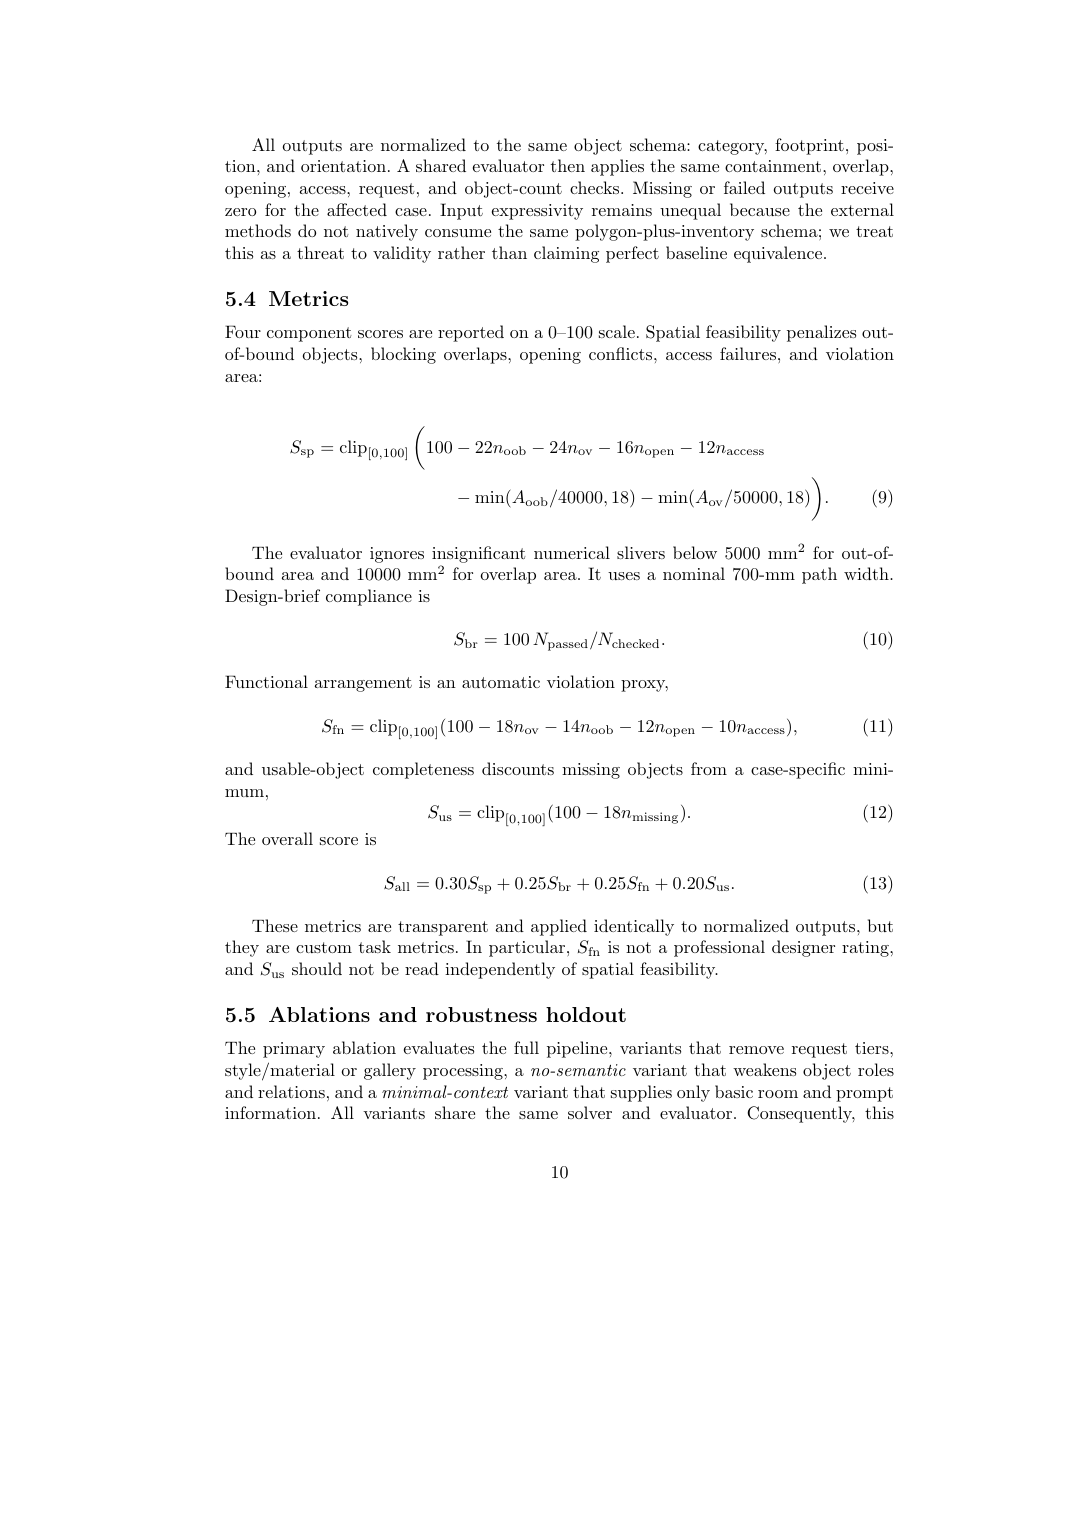 All outputs are normalized to the same object schema: category, footprint, posi-
tion, and orientation. A shared evaluator then applies the same containment, overlap,
opening, access, request, and object-count checks. Missing or failed outputs receive
zero for the affected case. Input expressivity remains unequal because the external
methods do not natively consume the same polygon-plus-inventory schema; we treat
this as a threat to validity rather than claiming perfect baseline equivalence.
5.4 Metrics
Four component scores are reported on a 0–100 scale. Spatial feasibility penalizes out-
of-bound objects, blocking overlaps, opening conflicts, access failures, and violation
area:
S_sp = clip_[0,100] (100 − 22n_oob − 24n_ov − 16n_open − 12n_access
− min(A_oob/40000, 18) − min(A_ov/50000, 18)). (9)
The evaluator ignores insignificant numerical slivers below 5000 mm² for out-of-
bound area and 10000 mm² for overlap area. It uses a nominal 700-mm path width.
Design-brief compliance is
S_br = 100 N_passed/N_checked. (10)
Functional arrangement is an automatic violation proxy,
S_fn = clip_[0,100](100 − 18n_ov − 14n_oob − 12n_open − 10n_access), (11)
and usable-object completeness discounts missing objects from a case-specific mini-
mum,
S_us = clip_[0,100](100 − 18n_missing). (12)
The overall score is
S_all = 0.30S_sp + 0.25S_br + 0.25S_fn + 0.20S_us. (13)
These metrics are transparent and applied identically to normalized outputs, but
they are custom task metrics. In particular, S_fn is not a professional designer rating,
and S_us should not be read independently of spatial feasibility.
5.5 Ablations and robustness holdout
The primary ablation evaluates the full pipeline, variants that remove request tiers,
style/material or gallery processing, a no-semantic variant that weakens object roles
and relations, and a minimal-context variant that supplies only basic room and prompt
information. All variants share the same solver and evaluator. Consequently, this
10